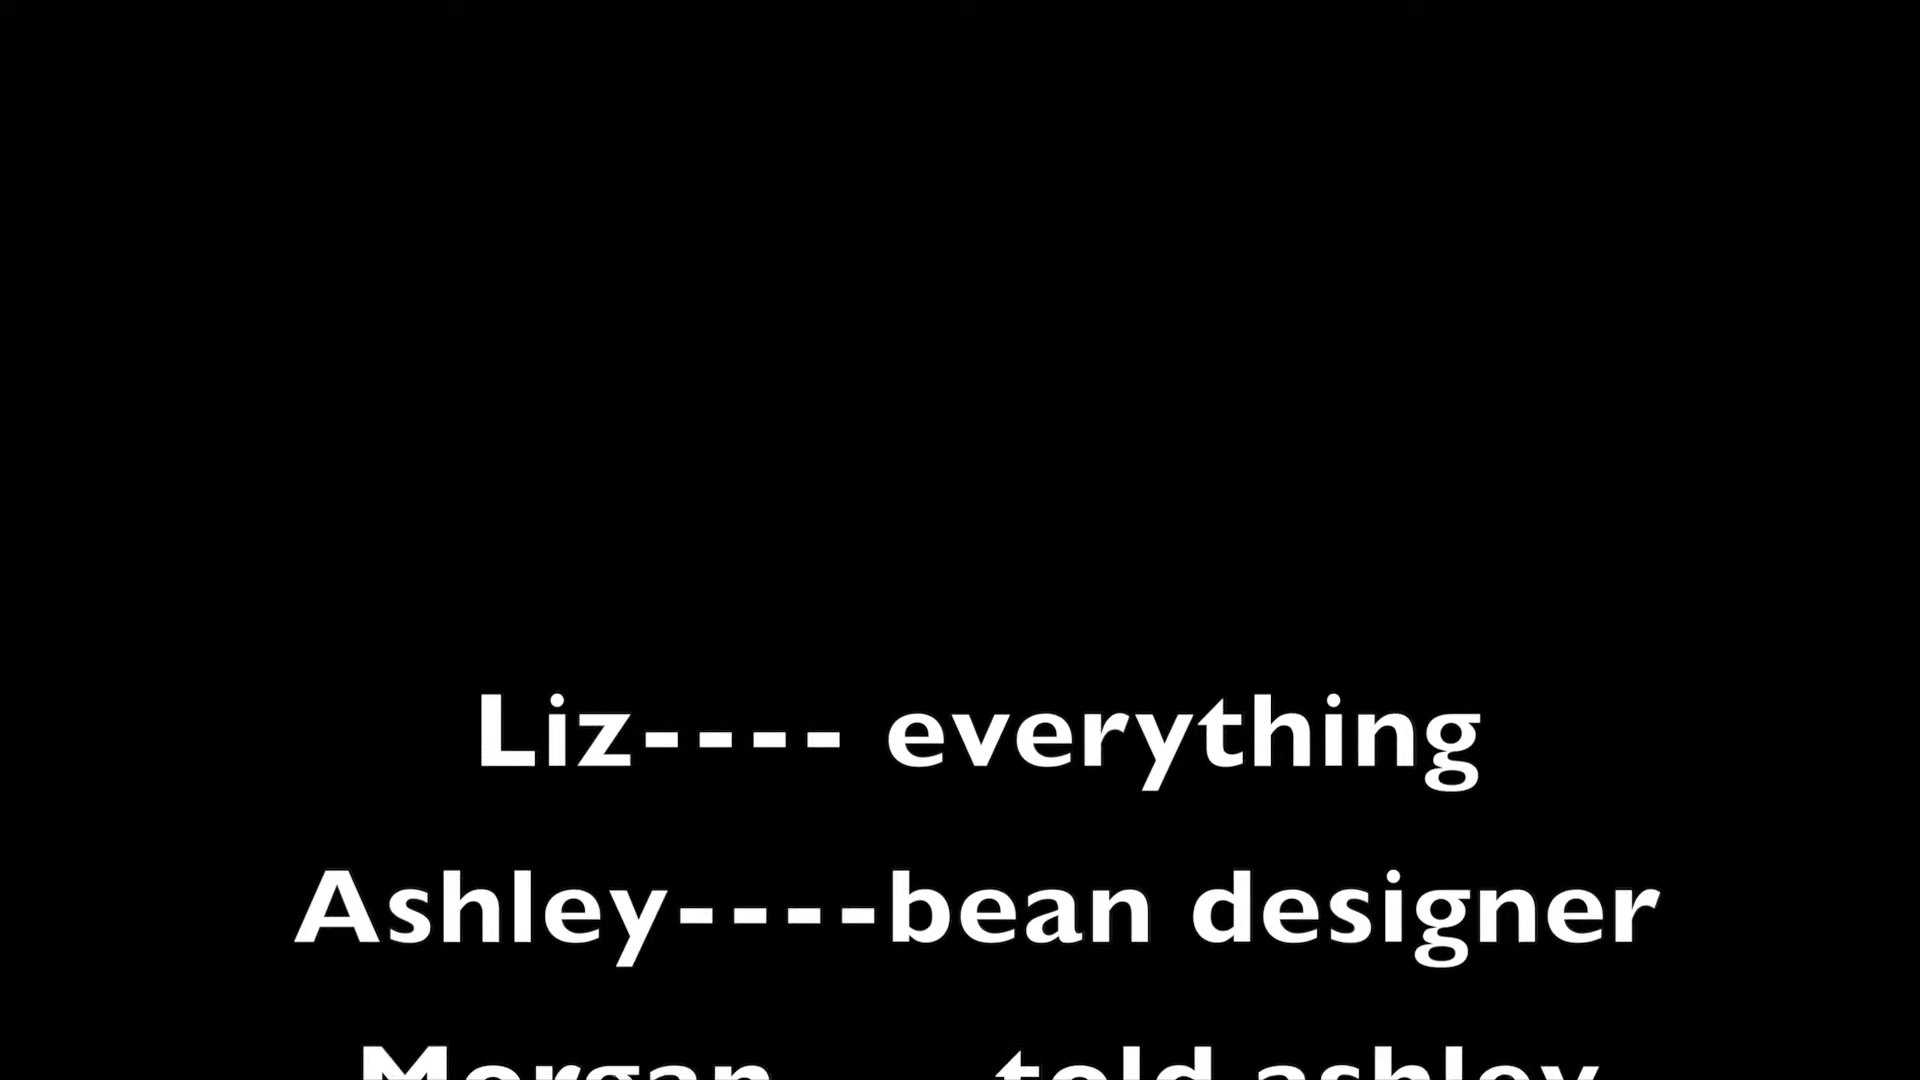 Liz---- everything
Ashley----bean designer
Morgan told ashley